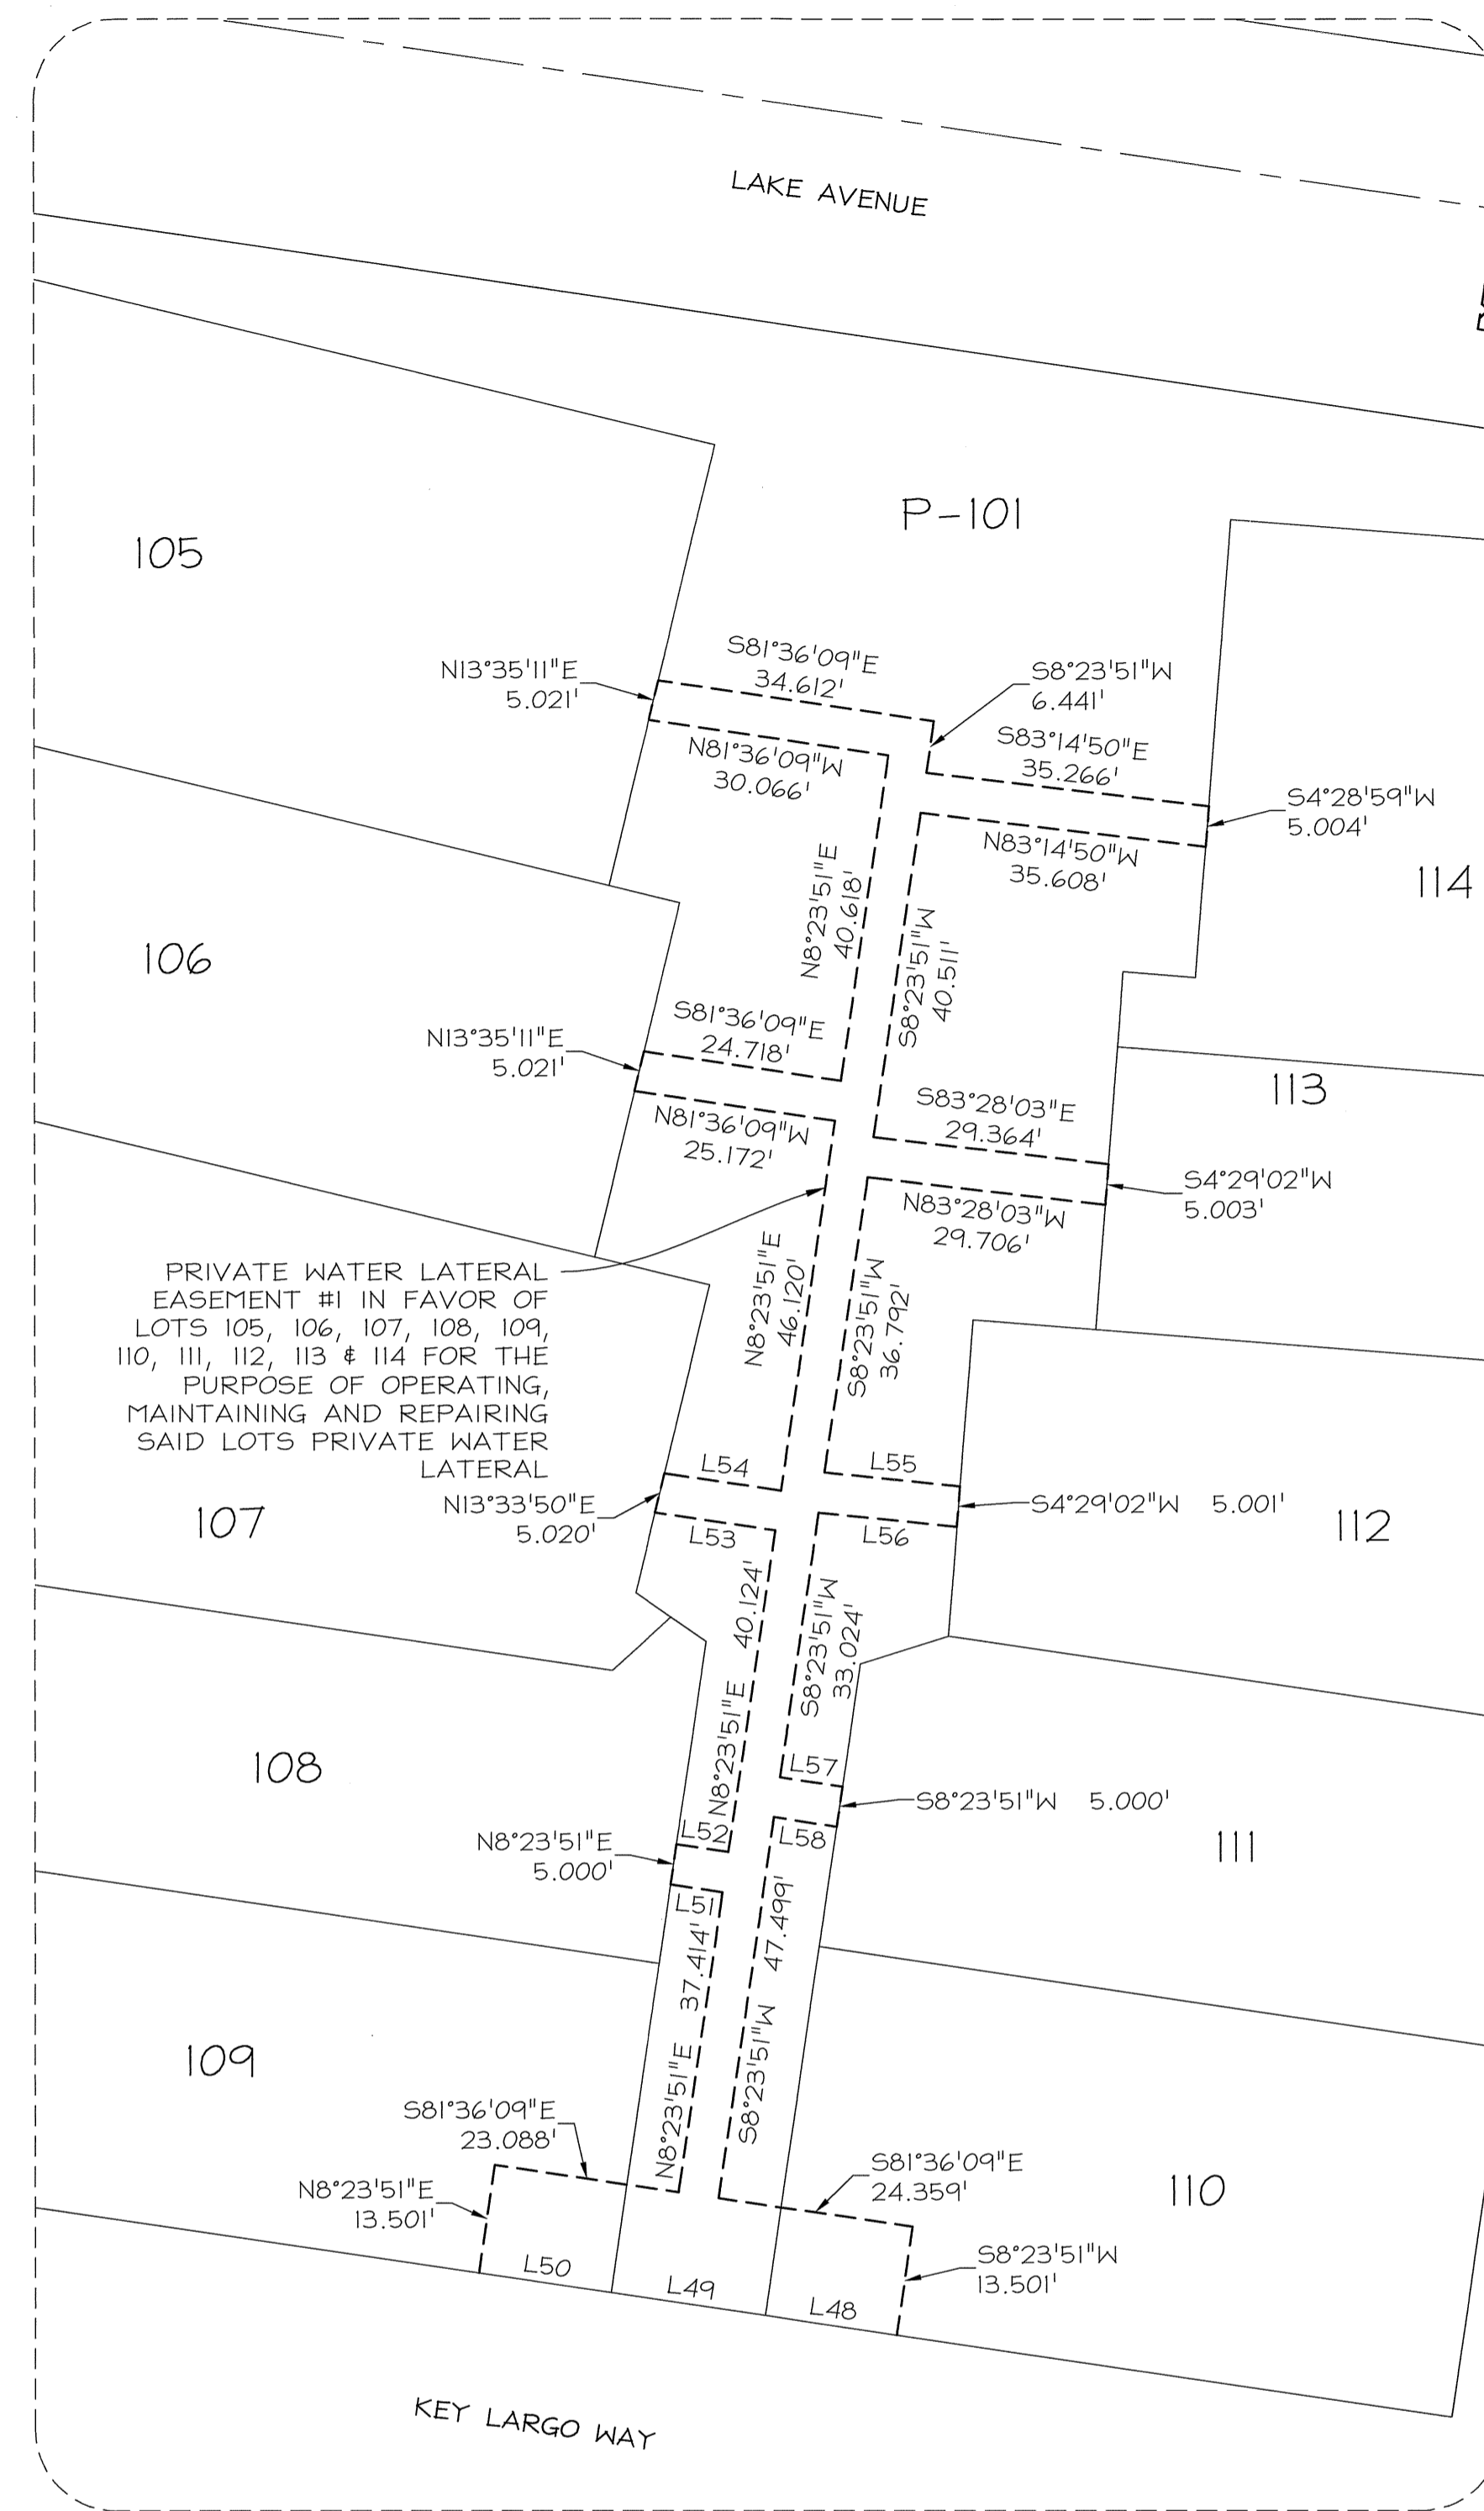 LAKE AVENUE
P-101
105
S81°36'09"E
34.612'
N13°35'11"E
5.021'
S8°23'51"W
6.441'
N81°36'09"W
30.066'
S83°14'50"E
35.266'
S4°28'59"W
5.004'
N83°14'50"W
35.608'
114
N8°23'51"E
40.618'
S8°23'51"W
40.511'
106
S81°36'09"E
24.718'
N13°35'11"E
5.021'
N81°36'09"W
25.172'
113
S83°28'03"E
29.364'
S4°29'02"W
5.003'
N83°28'03"W
29.706'
PRIVATE WATER LATERAL
EASEMENT #1 IN FAVOR OF
LOTS 105, 106, 107, 108, 109,
110, 111, 112, 113 & 114 FOR THE
PURPOSE OF OPERATING,
MAINTAINING AND REPAIRING
SAID LOTS PRIVATE WATER
LATERAL
N8°23'51"E
46.120'
S8°23'51"W
36.792'
L54
L55
N13°33'50"E
5.020'
S4°29'02"W 5.001'
107
L53
L56
112
N8°23'51"E 40.124'
S8°23'51"W
33.024'
108
L57
S8°23'51"W 5.000'
L52
L58
N8°23'51"E
5.000'
111
L51
N8°23'51"E 37.414'
S8°23'51"W 47.499'
109
S81°36'09"E
23.088'
N8°23'51"E
13.501'
S81°36'09"E
24.359'
110
S8°23'51"W
13.501'
L50
L49
L48
KEY LARGO WAY